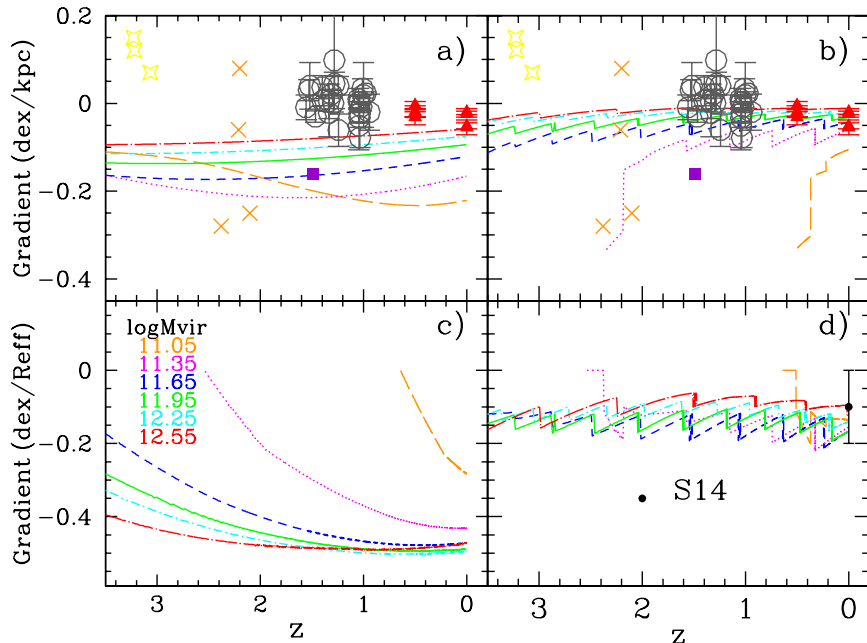 0.2
0
−0.2
−0.4
Gradient (dex/kpc)
a)
b)
0
−0.2
−0.4
Gradient (dex/Reff)
c)
logMvir
11.05
11.35
11.65
11.95
12.25
12.55
d)
S14
3 2 1 0
z
3 2 1 0
z